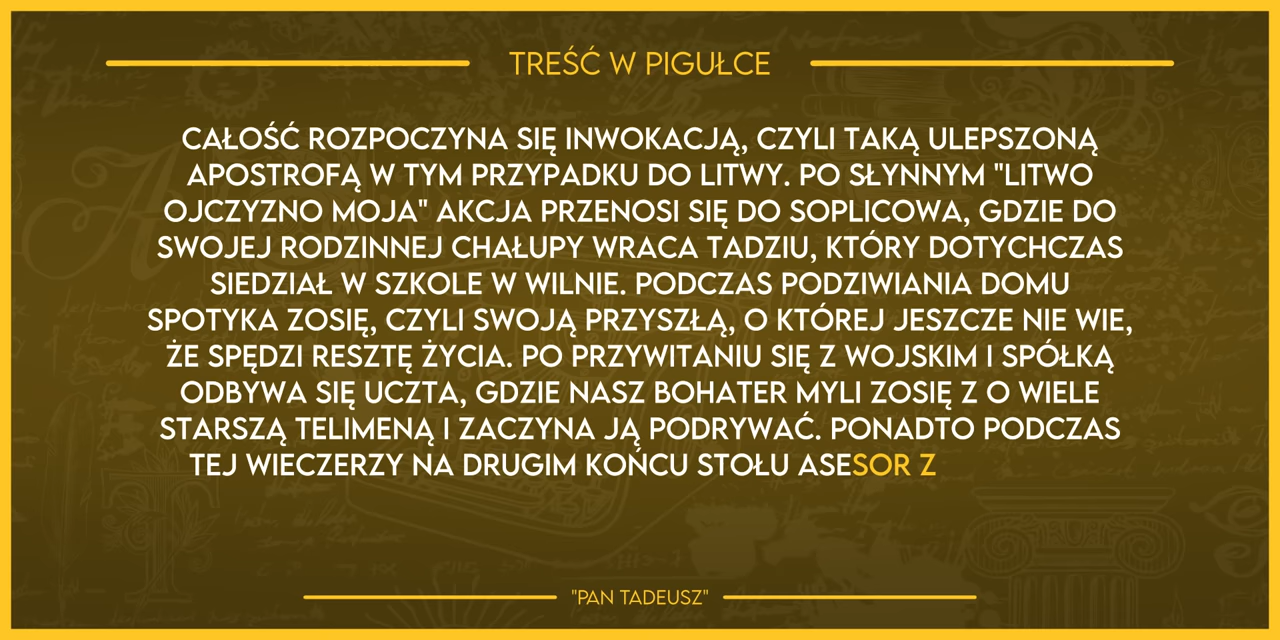 TREŚĆ W PIGUŁCE
CAŁOŚĆ ROZPOCZYNA SIĘ INWOKACJĄ, CZYLI TAKĄ ULEPSZONĄ
APOSTROFĄ W TYM PRZYPADKU DO LITWY. PO SŁYNNYM "LITWO
OJCZYZNO MOJA" AKCJA PRZENOSI SIĘ DO SOPLICOWA, GDZIE DO
SWOJEJ RODZINNEJ CHAŁUPY WRACA TADZIU, KTÓRY DOTYCHCZAS
SIEDZIAŁ W SZKOLE W WILNIE. PODCZAS PODZIWIANIA DOMU
SPOTYKA ZOSIĘ, CZYLI SWOJĄ PRZYSZŁĄ, O KTÓREJ JESZCZE NIE WIE,
ŻE SPĘDZI RESZTĘ ŻYCIA. PO PRZYWITANIU SIĘ Z WOJSKIM I SPÓŁKĄ
ODBYWA SIĘ UCZTA, GDZIE NASZ BOHATER MYLI ZOSIĘ Z O WIELE
STARSZĄ TELIMENĄ I ZACZYNA JĄ PODRYWAĆ. PONADTO PODCZAS
TEJ WIECZERZY NA DRUGIM KOŃCU STOŁU ASESOR Z
"PAN TADEUSZ"